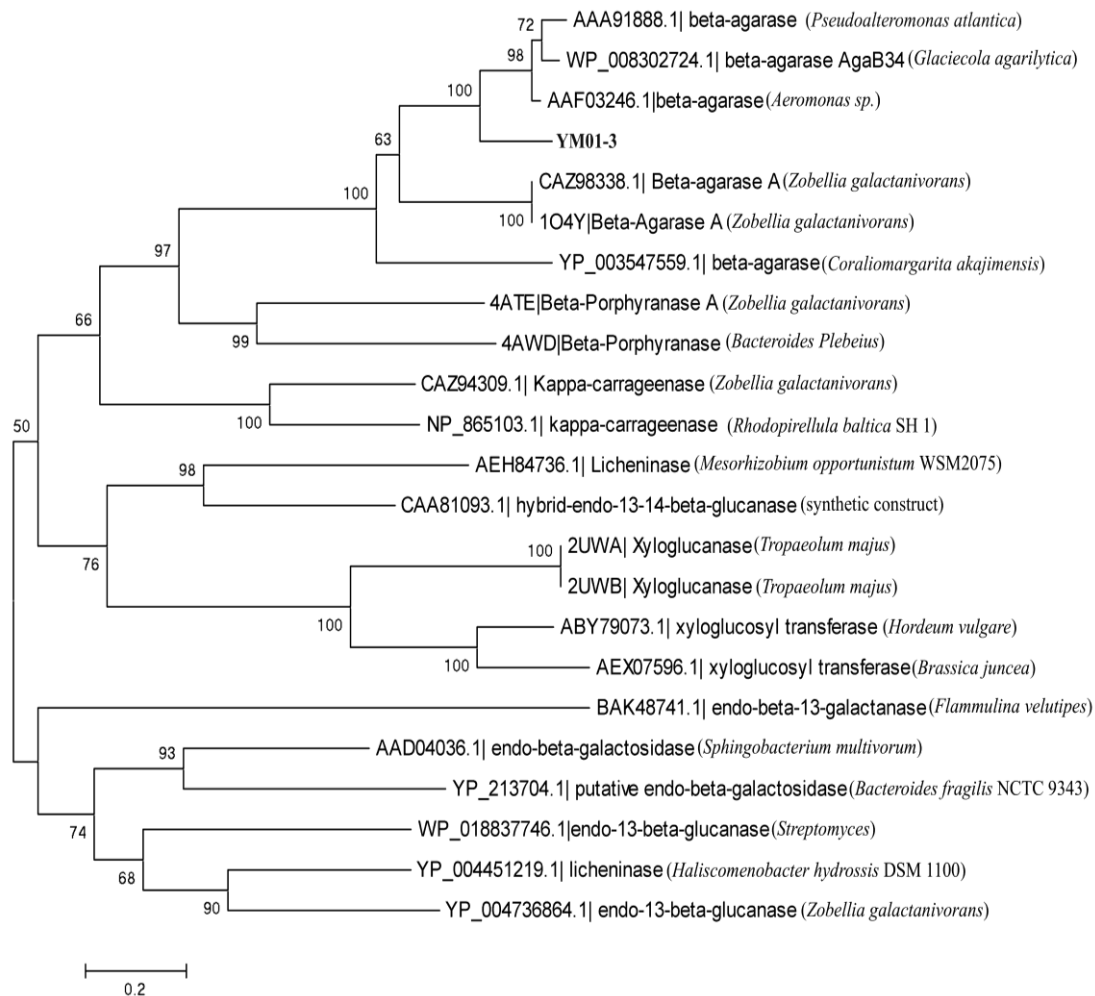 72
AAA91888.1| beta-agarase (Pseudoalteromonas atlantica)
98
WP_008302724.1| beta-agarase AgaB34 (Glaciecola agarilytica)
100
AAF03246.1|beta-agarase(Aeromonas sp.)
63
YM01-3
CAZ98338.1| Beta-agarase A(Zobellia galactanivorans)
100
100
1O4Y|Beta-Agarase A (Zobellia galactanivorans)
97
YP_003547559.1| beta-agarase(Coraliomargarita akajimensis)
4ATE|Beta-Porphyranase A (Zobellia galactanivorans)
66
99
4AWD|Beta-Porphyranase (Bacteroides Plebeius)
CAZ94309.1| Kappa-carrageenase (Zobellia galactanivorans)
100
NP_865103.1| kappa-carrageenase (Rhodopirellula baltica SH 1)
50
98
AEH84736.1| Licheninase (Mesorhizobium opportunistum WSM2075)
CAA81093.1| hybrid-endo-13-14-beta-glucanase (synthetic construct)
100
2UWA| Xyloglucanase(Tropaeolum majus)
76
2UWB| Xyloglucanase (Tropaeolum majus)
100
ABY79073.1| xyloglucosyl transferase (Hordeum vulgare)
100
AEX07596.1| xyloglucosyl transferase(Brassica juncea)
BAK48741.1| endo-beta-13-galactanase(Flammulina velutipes)
93
AAD04036.1| endo-beta-galactosidase (Sphingobacterium multivorum)
YP_213704.1| putative endo-beta-galactosidase(Bacteroides fragilis NCTC 9343)
74
WP_018837746.1|endo-13-beta-glucanase(Streptomyces)
68
YP_004451219.1| licheninase (Haliscomenobacter hydrossis DSM 1100)
90
YP_004736864.1| endo-13-beta-glucanase (Zobellia galactanivorans)
0.2